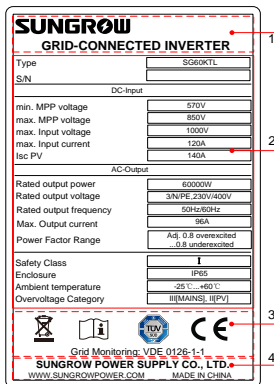 SUNGROW
GRID-CONNECTED INVERTER
1
Type SG60KTL
S/N
DC-Input
min. MPP voltage 570V
max. MPP voltage 850V
max. Input voltage 1000V
max. Input current 120A
2
Isc PV 140A
AC-Output
Rated output power 60000W
Rated output voltage 3/N/PE,230V/400V
Rated output frequency 50Hz/60Hz
Max. Output current 96A
Power Factor Range Adj. 0.8 overexcited
...0.8 underexcited
Safety Class I
Enclosure IP65
Ambient temperature -25℃...+60℃
Overvoltage Category III[MAINS], II[PV]
TÜV
CE
3
Grid Monitoring: VDE 0126-1-1
SUNGROW POWER SUPPLY CO., LTD.
4
WWW.SUNGROWPOWER.COM MADE IN CHINA